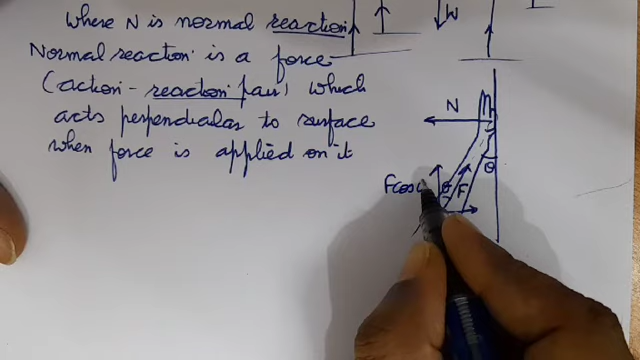 where N is normal reaction
W
Normal reaction is a force
(action - reaction pair) which
acts perpendicular to surface
when force is applied on it
N
θ
Fcos
θ
F